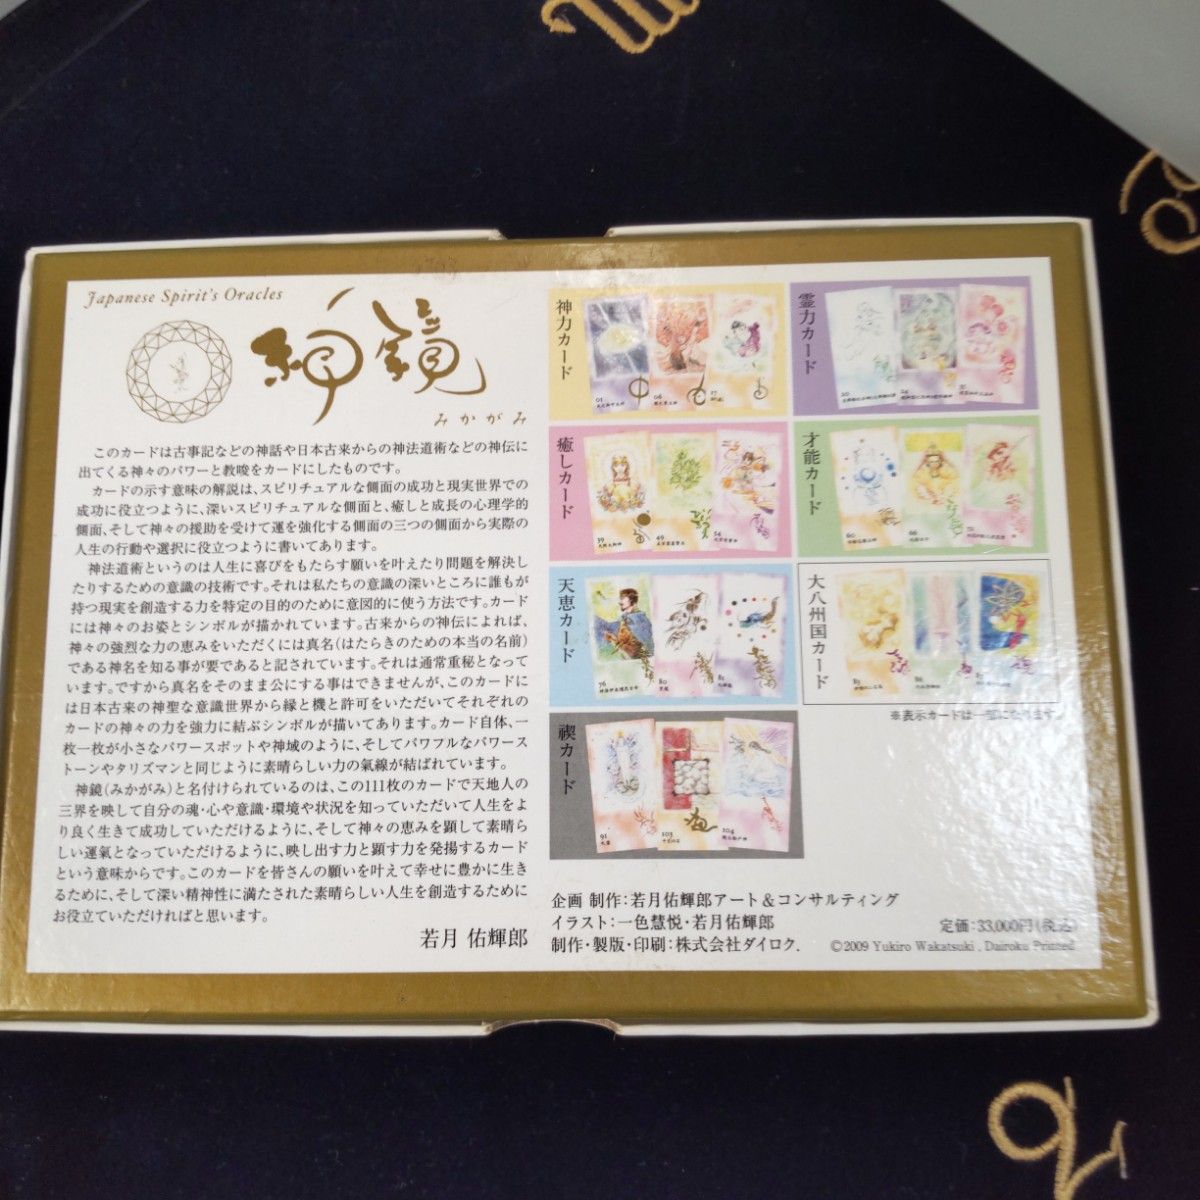 Japanese Spirit's Oracles
神鏡
みかがみ
このカードは古事記などの神話や日本古来からの神法道術などの神伝に
出てくる神々のパワーと教唆をカードにしたものです。
カードの示す意味の解説は、スピリチュアルな側面の成功と現実世界での
成功に役立つように、深いスピリチュアルな側面と、癒しと成長の心理学的
側面、そして神々の援助を受けて運を強化する側面の三つの側面から実際の
人生の行動や選択に役立つように書いてあります。
神法道術というのは人生に喜びをもたらす願いを叶えたり問題を解決し
たりするための意識の技術です。それは私たちの意識の深いところに誰もが
持つ現実を創造する力を特定の目的のために意図的に使う方法です。カード
には神々のお姿とシンボルが描かれています。古来からの神伝によれば、
神々の強烈な力の恵みをいただくには真名(はたらきのための本当の名前)
である神名を知る事が要であると記されています。それは通常重秘となって
います。ですから真名をそのまま公にする事はできませんが、このカードに
は日本古来の神聖な意識世界から縁と機と許可をいただいてそれぞれの
カードの神々の力を強力に結ぶシンボルが描いてあります。カード自体、一
枚一枚が小さなパワースポットや神域のように、そしてパワフルなパワース
トーンやタリズマンと同じように素晴らしい力の氣線が結ばれています。
神鏡(みかがみ)と名付けられているのは、この111枚のカードで天地人の
三界を映して自分の魂・心や意識・環境や状況を知っていただいて人生をよ
り良く生きて成功していただけるように、そして神々の恵みを顕して素晴ら
しい運氣となっていただけるように、映し出す力と顕す力を発揚するカード
という意味からです。このカードを皆さんの願いを叶えて幸せに豊かに生き
るために、そして深い精神性に満たされた素晴らしい人生を創造するために
お役立ていただければと思います。
若月 佑輝郎
神力カード
01
06
17
霊力カード
20
24
35
癒しカード
39
49
54
才能カード
60
66
71
天恵カード
76
80
81
大八州国カード
85
86
87
※表示カードは一部になります。
禊カード
91
103
104
企画 制作:若月佑輝郎アート&コンサルティング
イラスト:一色慧悦・若月佑輝郎
制作・製版・印刷:株式会社ダイロク.
定価:33,000円(税込)
©2009 Yukiro Wakatsuki . Dairoku Printed